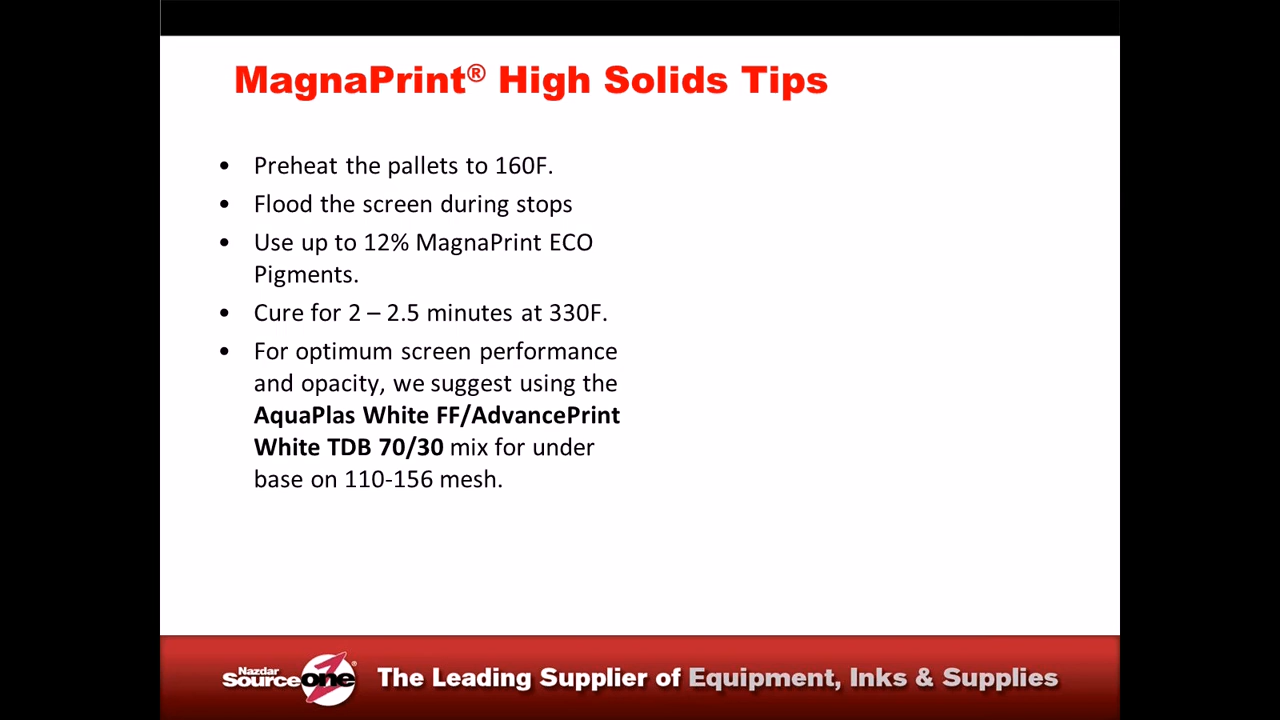 MagnaPrint® High Solids Tips
• Preheat the pallets to 160F.
• Flood the screen during stops
• Use up to 12% MagnaPrint ECO
Pigments.
• Cure for 2 – 2.5 minutes at 330F.
• For optimum screen performance
and opacity, we suggest using the
AquaPlas White FF/AdvancePrint
White TDB 70/30 mix for under
base on 110-156 mesh.
Nazdar
sourceone®
The Leading Supplier of Equipment, Inks & Supplies